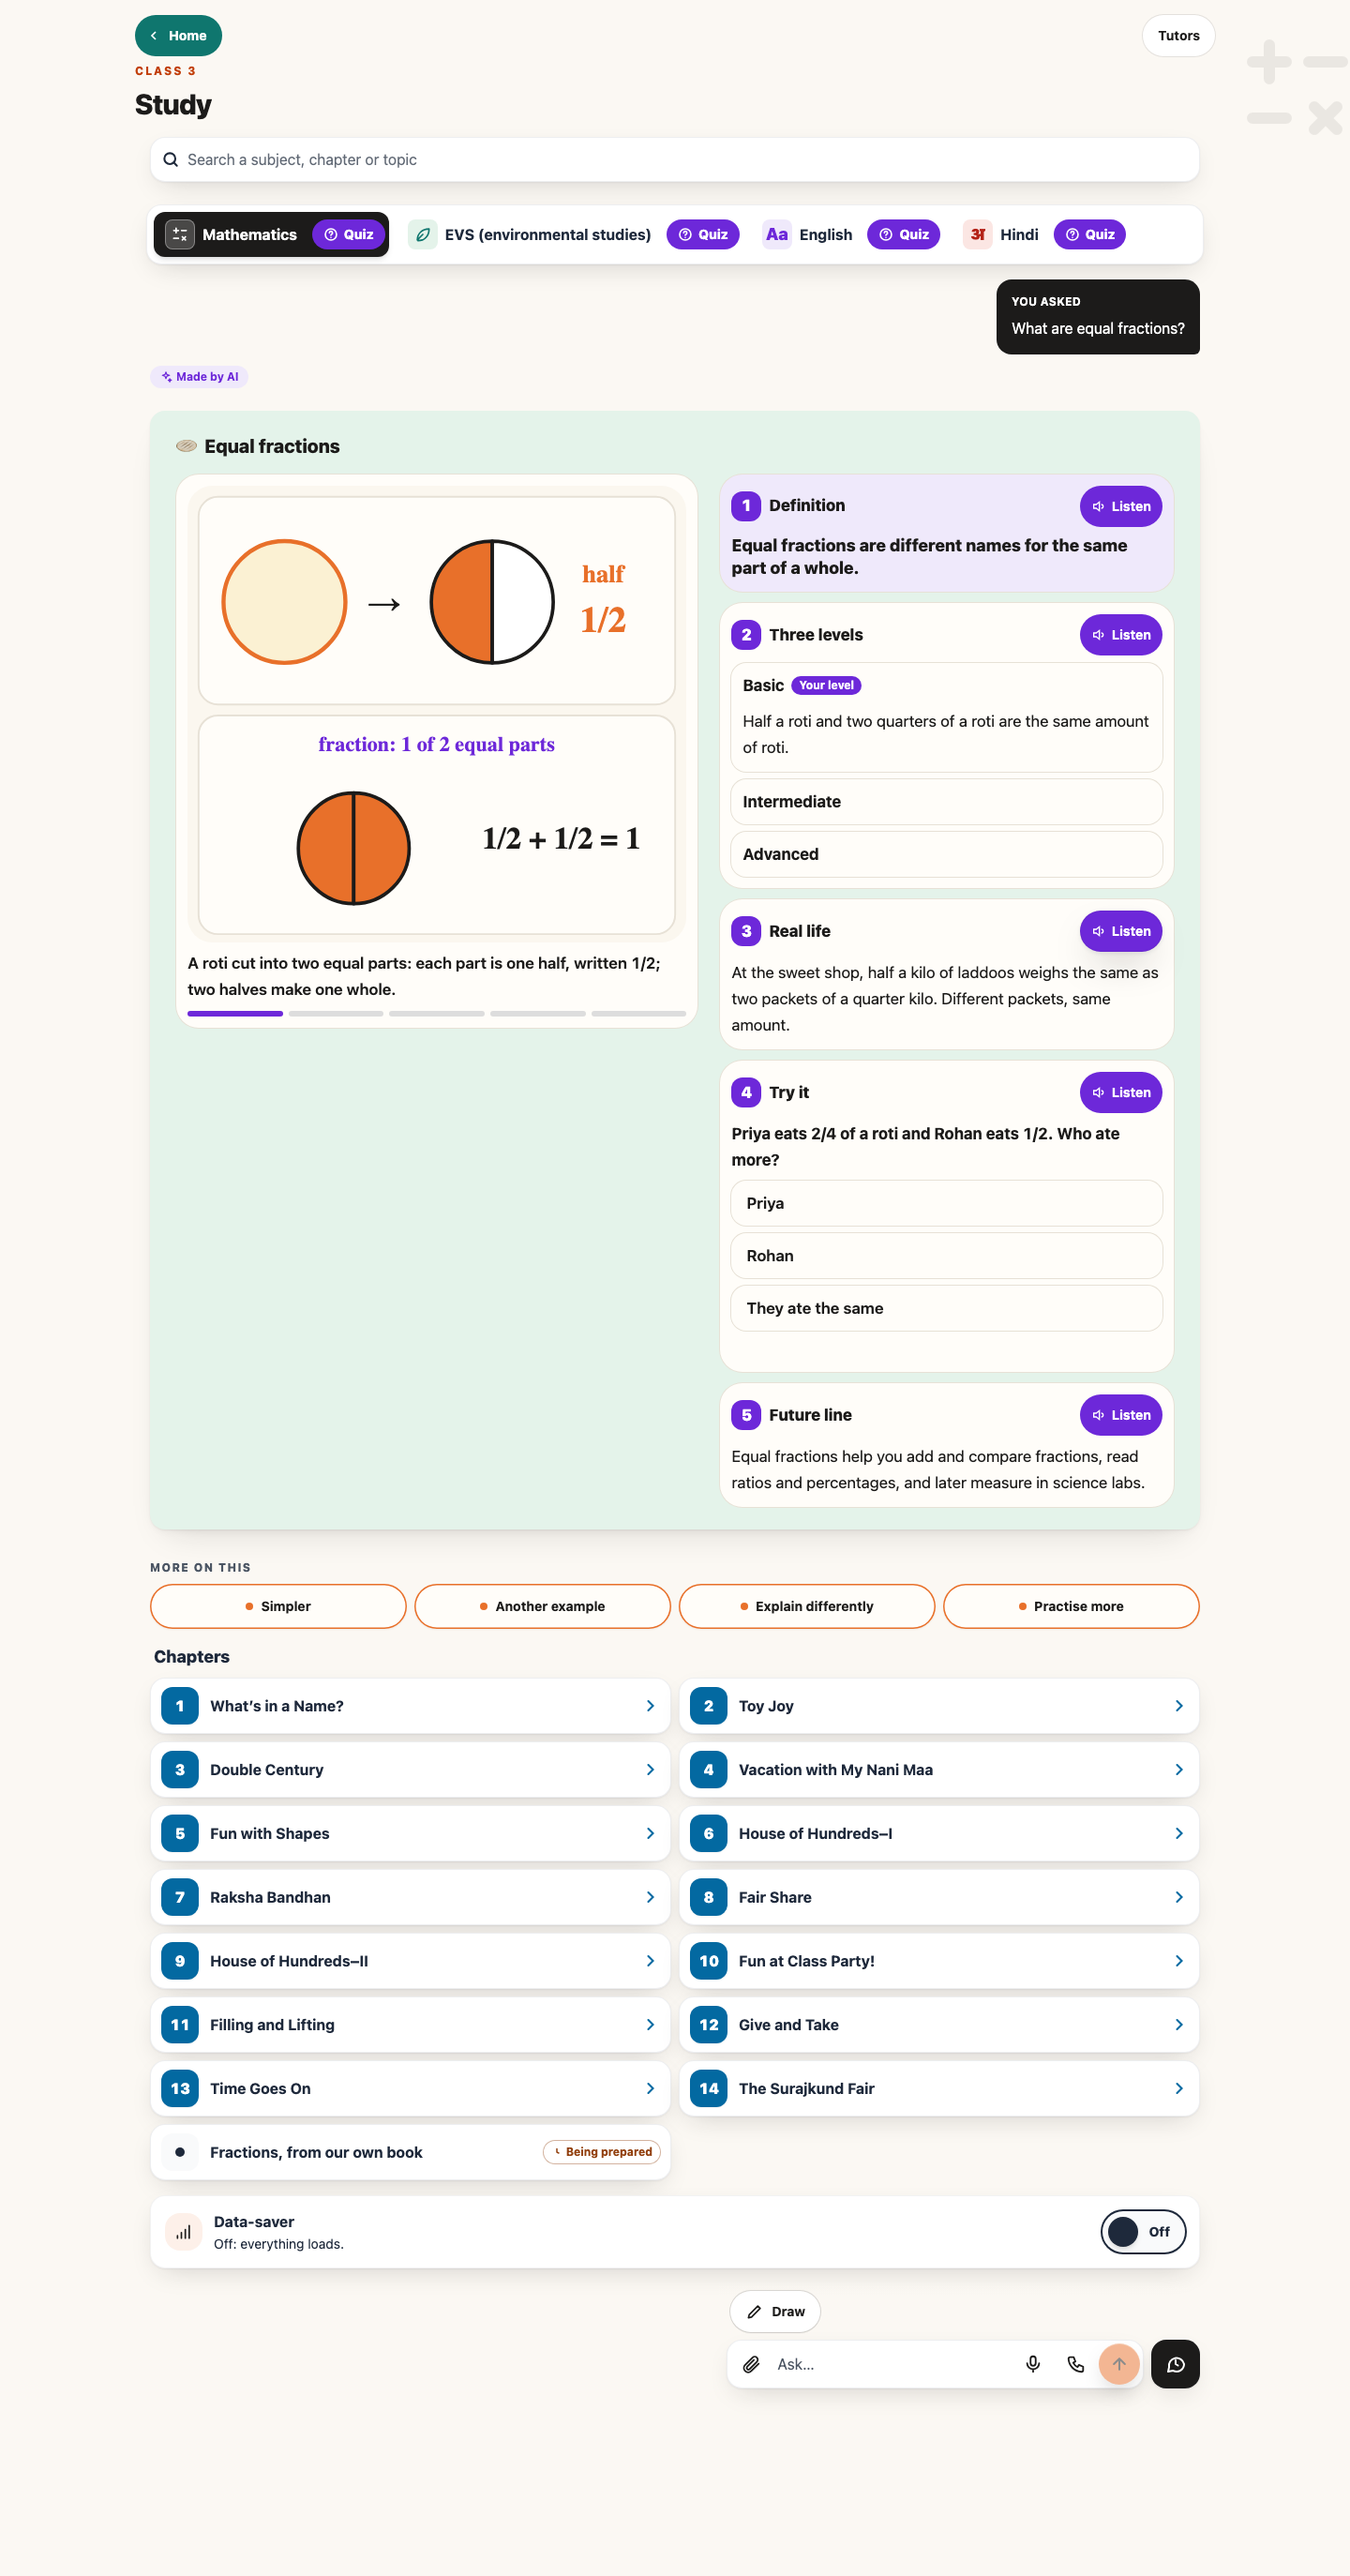 Home
Tutors
CLASS 3
Study
Search a subject, chapter or topic
Mathematics Quiz
EVS (environmental studies) Quiz
Aa English Quiz
अ Hindi Quiz
YOU ASKED
What are equal fractions?
Made by AI
Equal fractions
half
1/2
fraction: 1 of 2 equal parts
1/2 + 1/2 = 1
A roti cut into two equal parts: each part is one half, written 1/2;
two halves make one whole.
1 Definition Listen
Equal fractions are different names for the same
part of a whole.
2 Three levels Listen
Basic Your level
Half a roti and two quarters of a roti are the same amount
of roti.
Intermediate
Advanced
3 Real life Listen
At the sweet shop, half a kilo of laddoos weighs the same as
two packets of a quarter kilo. Different packets, same
amount.
4 Try it Listen
Priya eats 2/4 of a roti and Rohan eats 1/2. Who ate
more?
Priya
Rohan
They ate the same
5 Future line Listen
Equal fractions help you add and compare fractions, read
ratios and percentages, and later measure in science labs.
MORE ON THIS
Simpler
Another example
Explain differently
Practise more
Chapters
1 What’s in a Name?
2 Toy Joy
3 Double Century
4 Vacation with My Nani Maa
5 Fun with Shapes
6 House of Hundreds–I
7 Raksha Bandhan
8 Fair Share
9 House of Hundreds–II
10 Fun at Class Party!
11 Filling and Lifting
12 Give and Take
13 Time Goes On
14 The Surajkund Fair
Fractions, from our own book Being prepared
Data-saver
Off: everything loads.
Off
Draw
Ask...